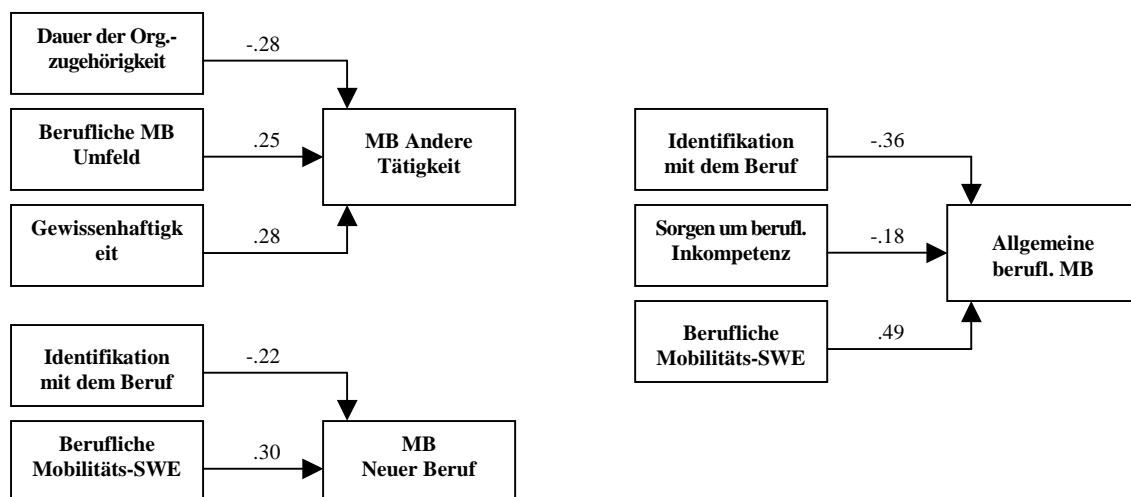 Dauer der Org.-
zugehörigkeit
-.28
Berufliche MB
Umfeld
.25
MB Andere
Tätigkeit
Gewissenhaftigk
eit
.28
Identifikation
mit dem Beruf
-.22
Berufliche
Mobilitäts-SWE
.30
MB
Neuer Beruf
Identifikation
mit dem Beruf
-.36
Sorgen um berufl.
Inkompetenz
-.18
Allgemeine
berufl. MB
Berufliche
Mobilitäts-SWE
.49